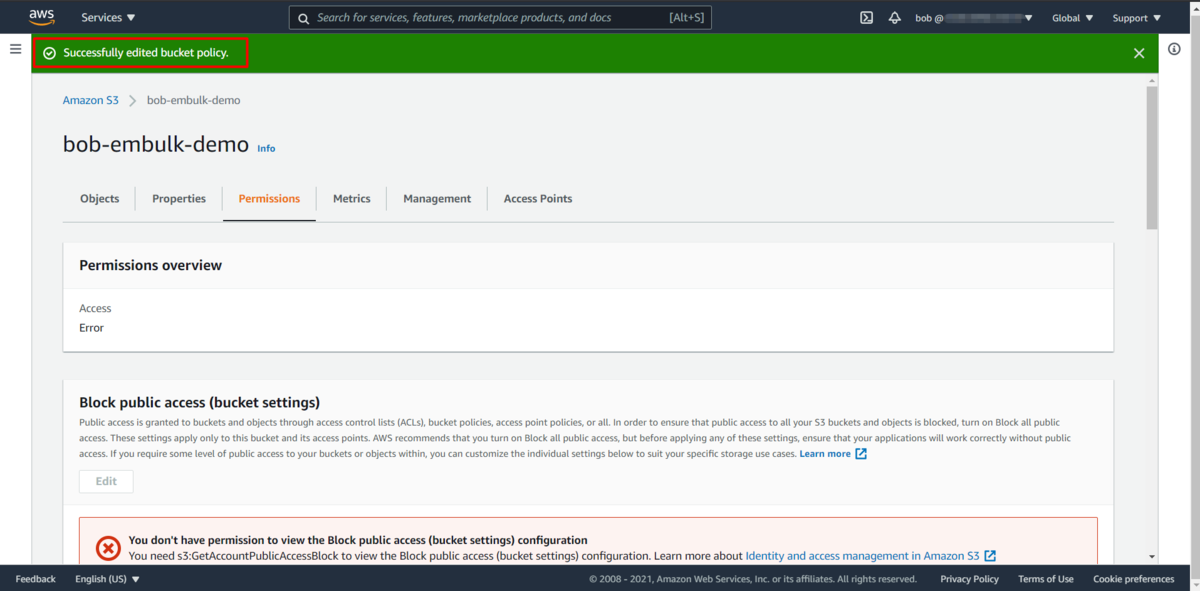 aws Services Search for services, features, marketplace products, and docs [Alt+S] bob @ Global Support
Successfully edited bucket policy.
Amazon S3 bob-embulk-demo
bob-embulk-demo Info
Objects Properties Permissions Metrics Management Access Points
Permissions overview
Access
Error
Block public access (bucket settings)
Public access is granted to buckets and objects through access control lists (ACLs), bucket policies, access point policies, or all. In order to ensure that public access to all your S3 buckets and objects is blocked, turn on Block all public
access. These settings apply only to this bucket and its access points. AWS recommends that you turn on Block all public access, but before applying any of these settings, ensure that your applications will work correctly without public
access. If you require some level of public access to your buckets or objects within, you can customize the individual settings below to suit your specific storage use cases. Learn more
Edit
You don't have permission to view the Block public access (bucket settings) configuration
You need s3:GetAccountPublicAccessBlock to view the Block public access (bucket settings) configuration. Learn more about Identity and access management in Amazon S3
Feedback English (US) © 2008 - 2021, Amazon Web Services, Inc. or its affiliates. All rights reserved. Privacy Policy Terms of Use Cookie preferences